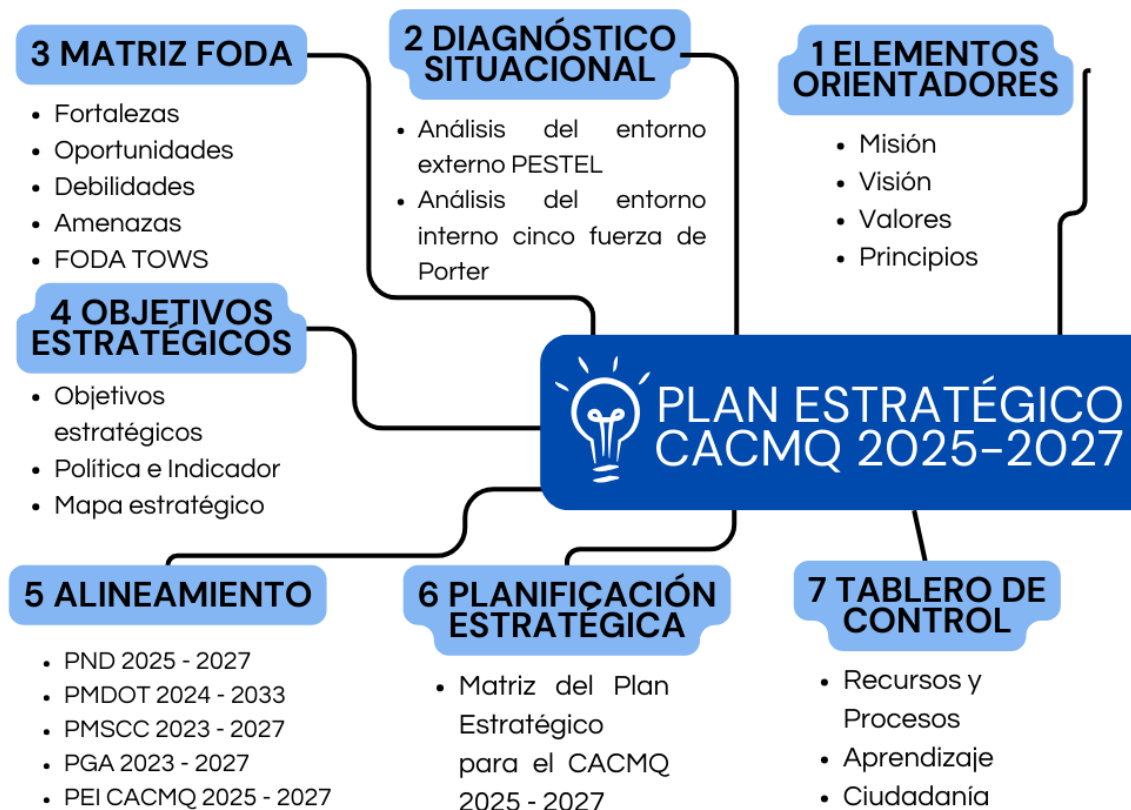 3 MATRIZ FODA
• Fortalezas
• Oportunidades
• Debilidades
• Amenazas
• FODA TOWS
2 DIAGNÓSTICO
SITUACIONAL
• Análisis del entorno
externo PESTEL
• Análisis del entorno
interno cinco fuerza de
Porter
1 ELEMENTOS
ORIENTADORES
• Misión
• Visión
• Valores
• Principios
4 OBJETIVOS
ESTRATÉGICOS
• Objetivos
estratégicos
• Política e Indicador
• Mapa estratégico
PLAN ESTRATÉGICO
CACMQ 2025-2027
5 ALINEAMIENTO
• PND 2025 - 2027
• PMDOT 2024 - 2033
• PMSCC 2023 - 2027
• PGA 2023 - 2027
• PEI CACMQ 2025 - 2027
6 PLANIFICACIÓN
ESTRATÉGICA
• Matriz del Plan
Estratégico
para el CACMQ
2025 - 2027
7 TABLERO DE
CONTROL
• Recursos y
Procesos
• Aprendizaje
• Ciudadanía